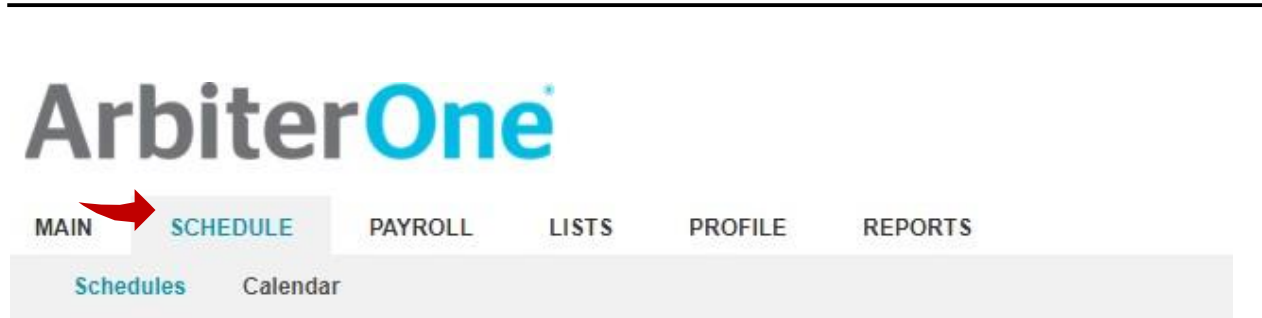 ArbiterOne
MAIN SCHEDULE PAYROLL LISTS PROFILE REPORTS
Schedules Calendar